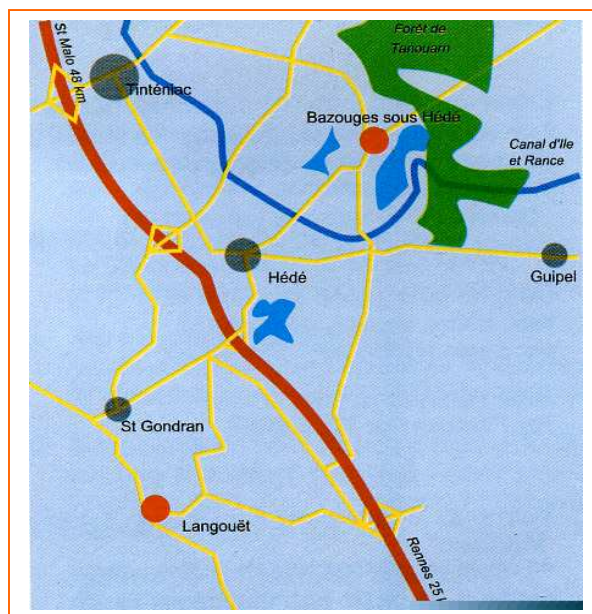 Forêt de
Tanouarn
St Malo 48 km
Tinténiac
Bazouges sous Hédé
Canal d'Ile
et Rance
Hédé
Guipel
St Gondran
Langouët
Rennes 25